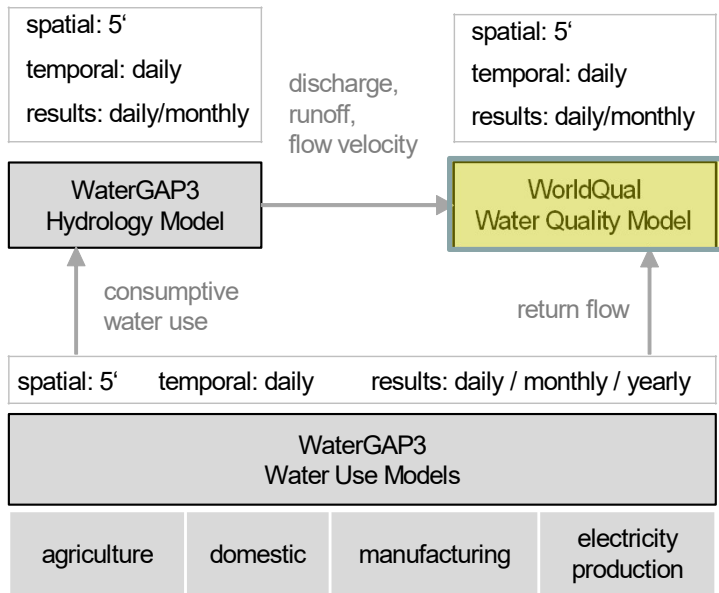 spatial: 5‘
temporal: daily
results: daily/monthly
discharge,
runoff,
flow velocity
spatial: 5‘
temporal: daily
results: daily/monthly
WaterGAP3
Hydrology Model
WorldQual
Water Quality Model
consumptive
water use
return flow
spatial: 5‘ temporal: daily results: daily / monthly / yearly
WaterGAP3
Water Use Models
agriculture
domestic
manufacturing
electricity
production